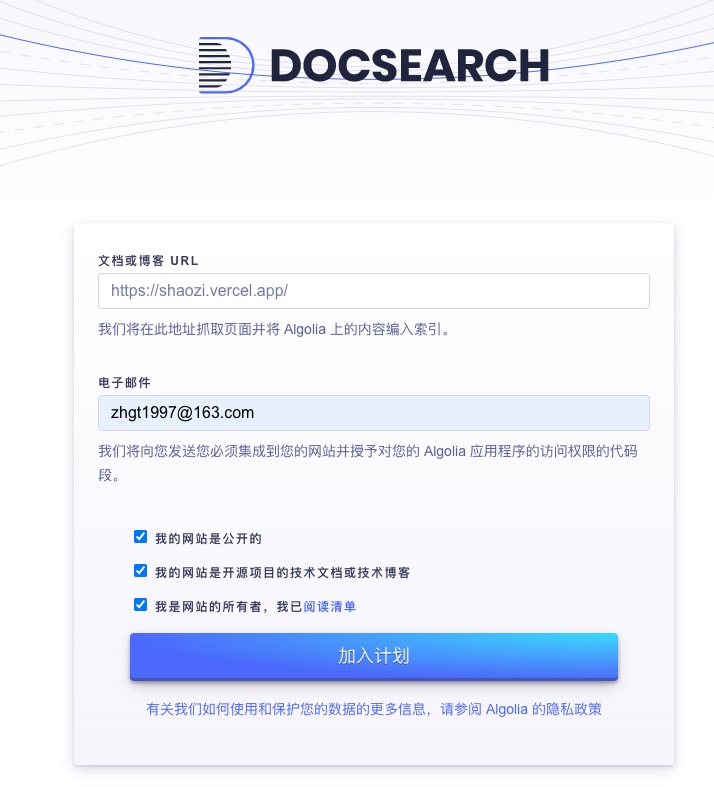 DOCSEARCH
文档或博客 URL
https://shaozi.vercel.app/
我们将在此地址抓取页面并将 Algolia 上的内容编入索引。
电子邮件
zhgt1997@163.com
我们将向您发送您必须集成到您的网站并授予对您的 Algolia 应用程序的访问权限的代码
段。
我的网站是公开的
我的网站是开源项目的技术文档或技术博客
我是网站的所有者，我已阅读清单
加入计划
有关我们如何使用和保护您的数据的更多信息，请参阅 Algolia 的隐私政策